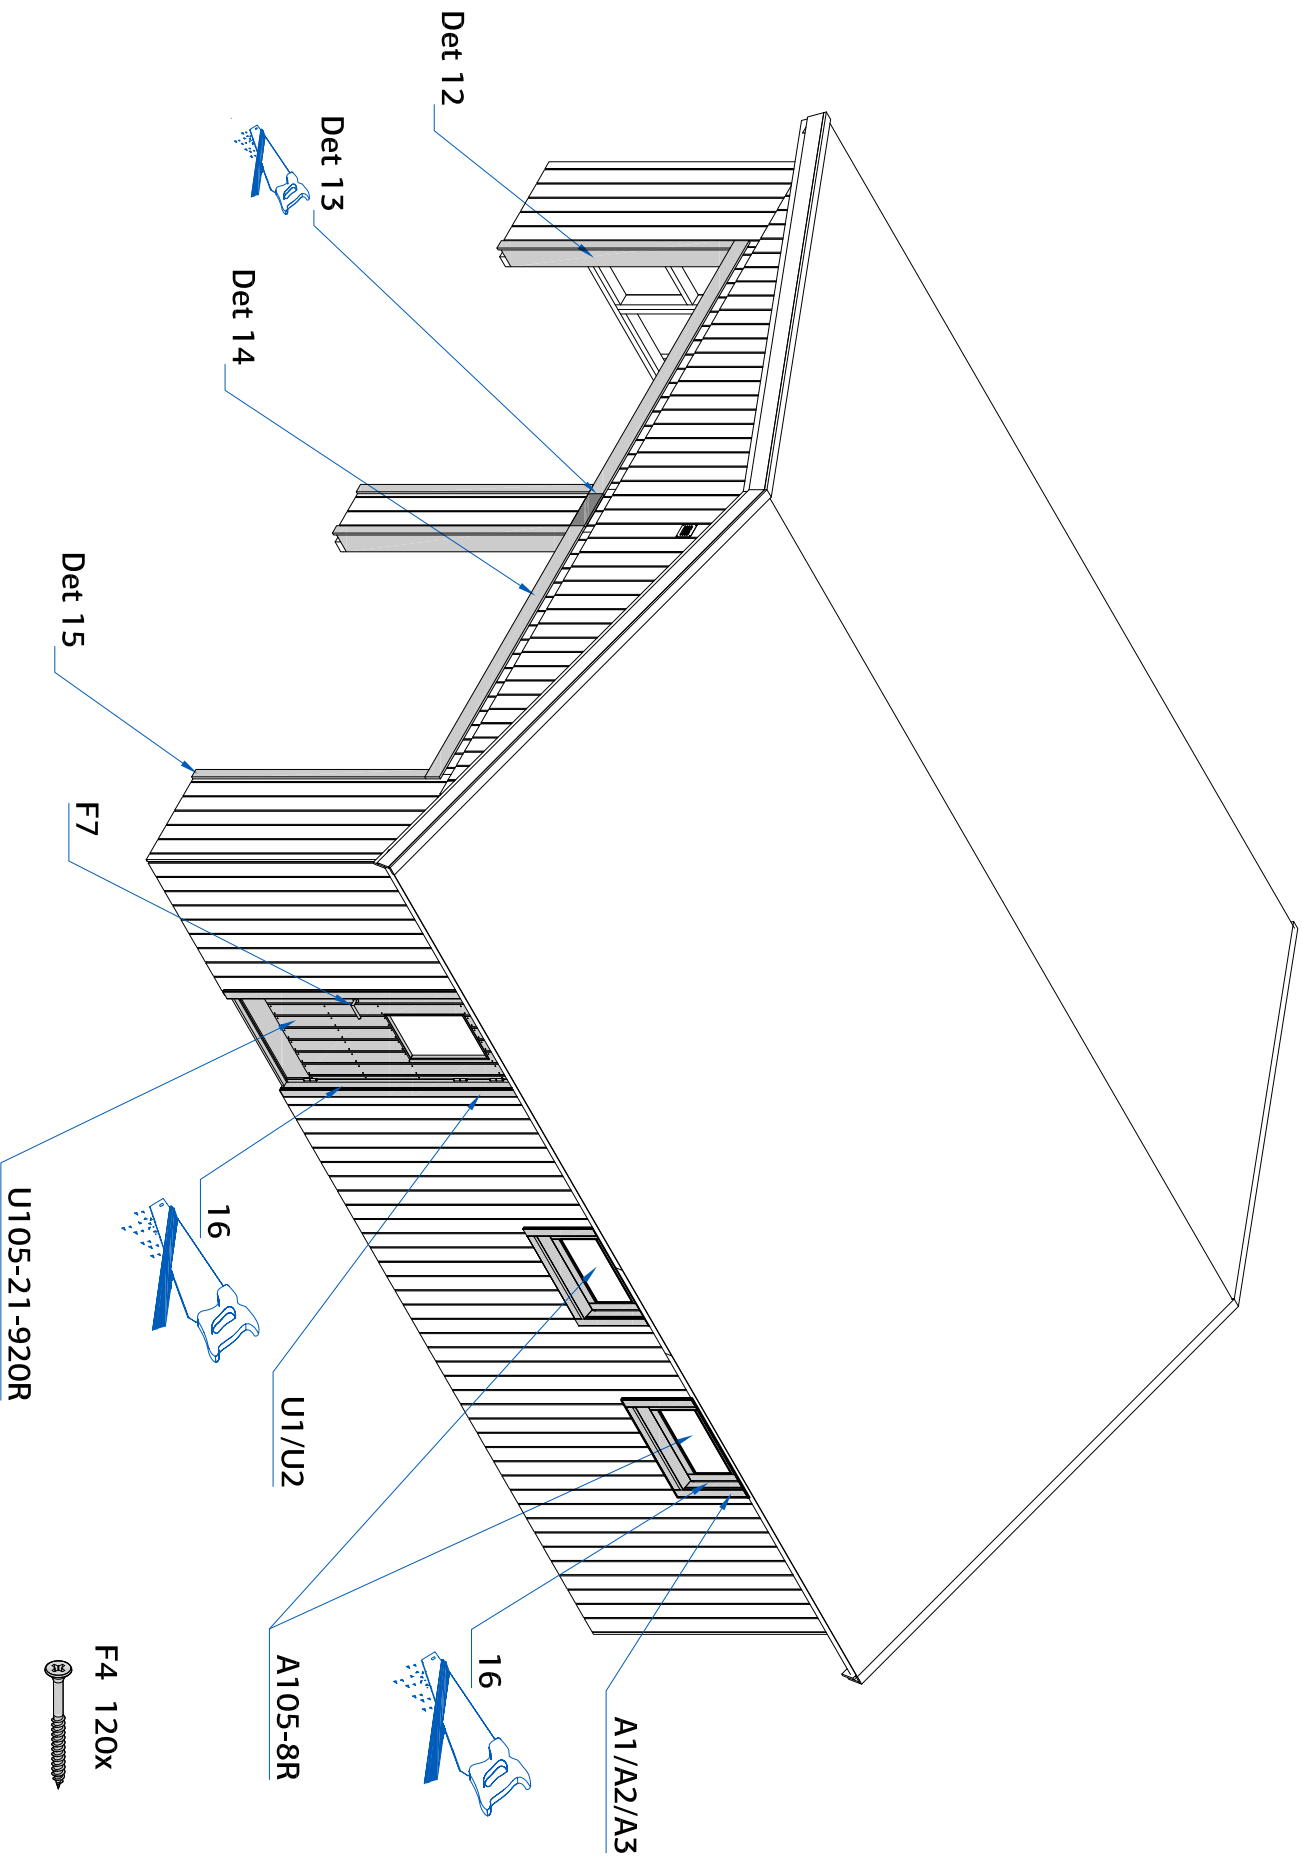 Det 12
Det 13
Det 14
Det 15
F7
U105-21-920R
16
U1/U2
A105-8R
16
A1/A2/A3
F4 120x